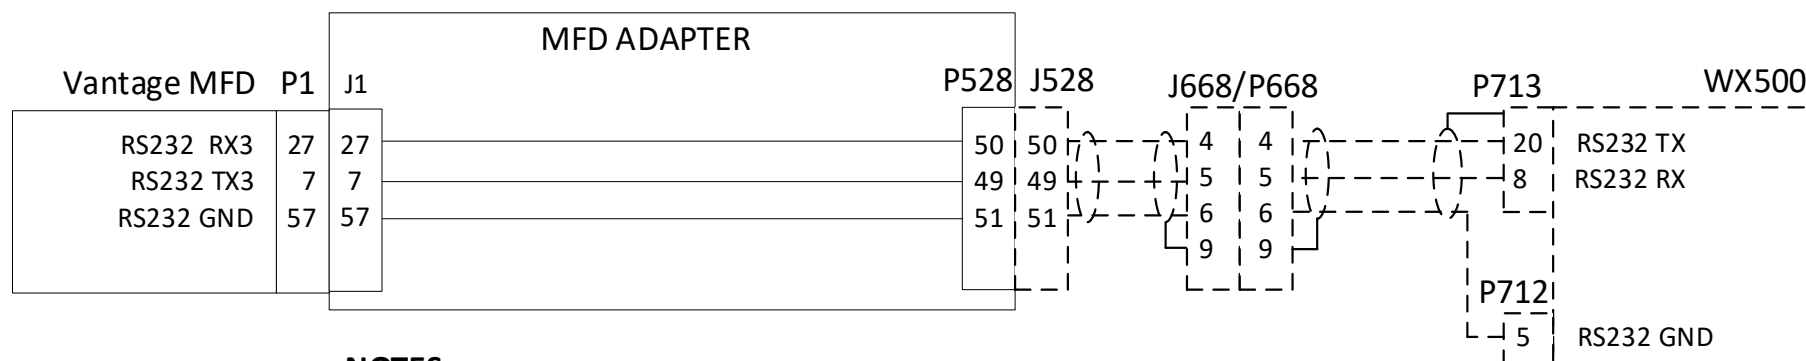 MFD ADAPTER
Vantage MFD P1 J1 P528 J528 J668/P668 P713 WX500
RS232 RX3 27 27 50 50 4 4 20 RS232 TX
RS232 TX3 7 7 49 49 5 5 8 RS232 RX
RS232 GND 57 57 51 51 6 6
9 9
P712
5 RS232 GND
NOTES